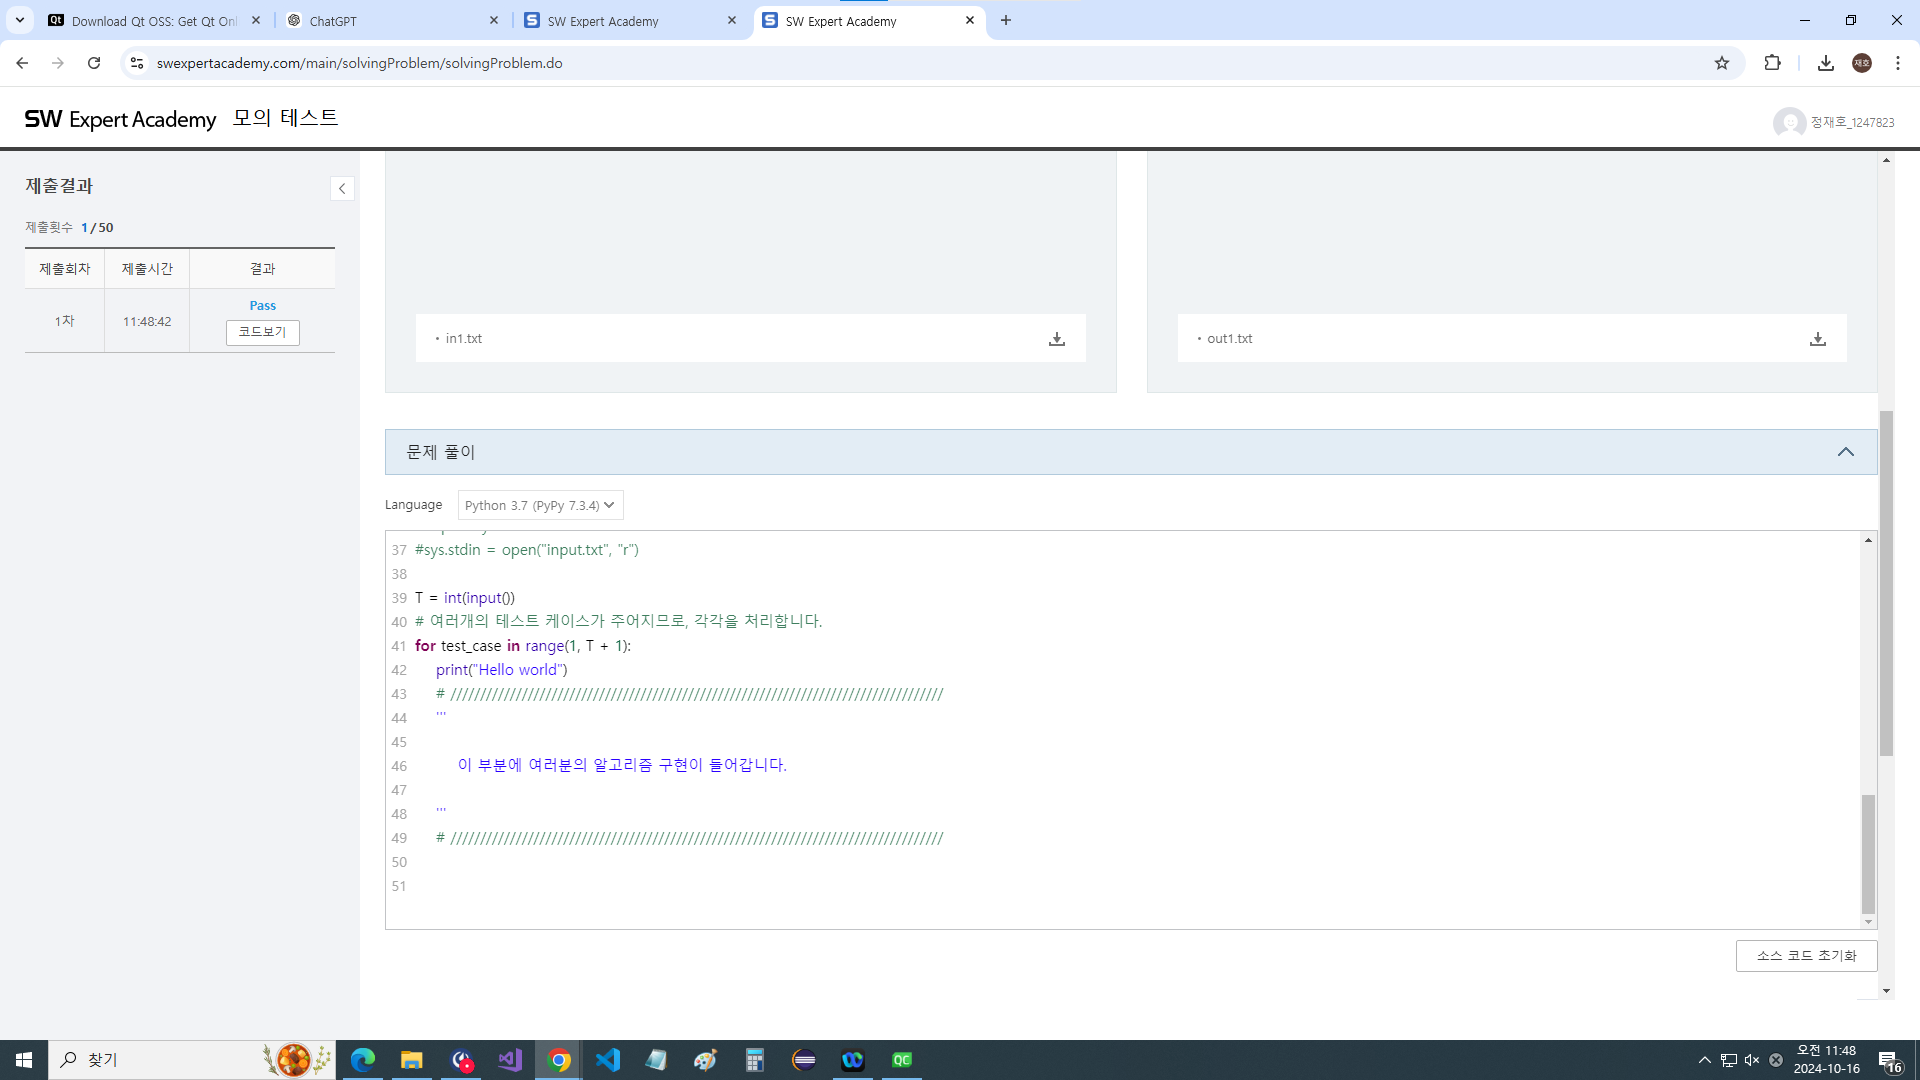 Download Qt OSS: Get Qt Onl
ChatGPT
SW Expert Academy
SW Expert Academy
swexpertacademy.com/main/solvingProblem/solvingProblem.do
재호
SW Expert Academy 모의 테스트
정재호_1247823
제출결과
제출횟수 1 / 50
제출회차 제출시간 결과
1차 11:48:42 Pass
코드보기
• in1.txt
• out1.txt
문제 풀이
Language Python 3.7 (PyPy 7.3.4)
37 #sys.stdin = open("input.txt", "r")
38
39 T = int(input())
40 # 여러개의 테스트 케이스가 주어지므로, 각각을 처리합니다.
41 for test_case in range(1, T + 1):
42 print("Hello world")
43 # ///////////////////////////////////////////////////////////////////////////////////
44 '''
45
46 이 부분에 여러분의 알고리즘 구현이 들어갑니다.
47
48 '''
49 # ///////////////////////////////////////////////////////////////////////////////////
50
51
소스 코드 초기화
찾기
QC
오전 11:48
2024-10-16
16